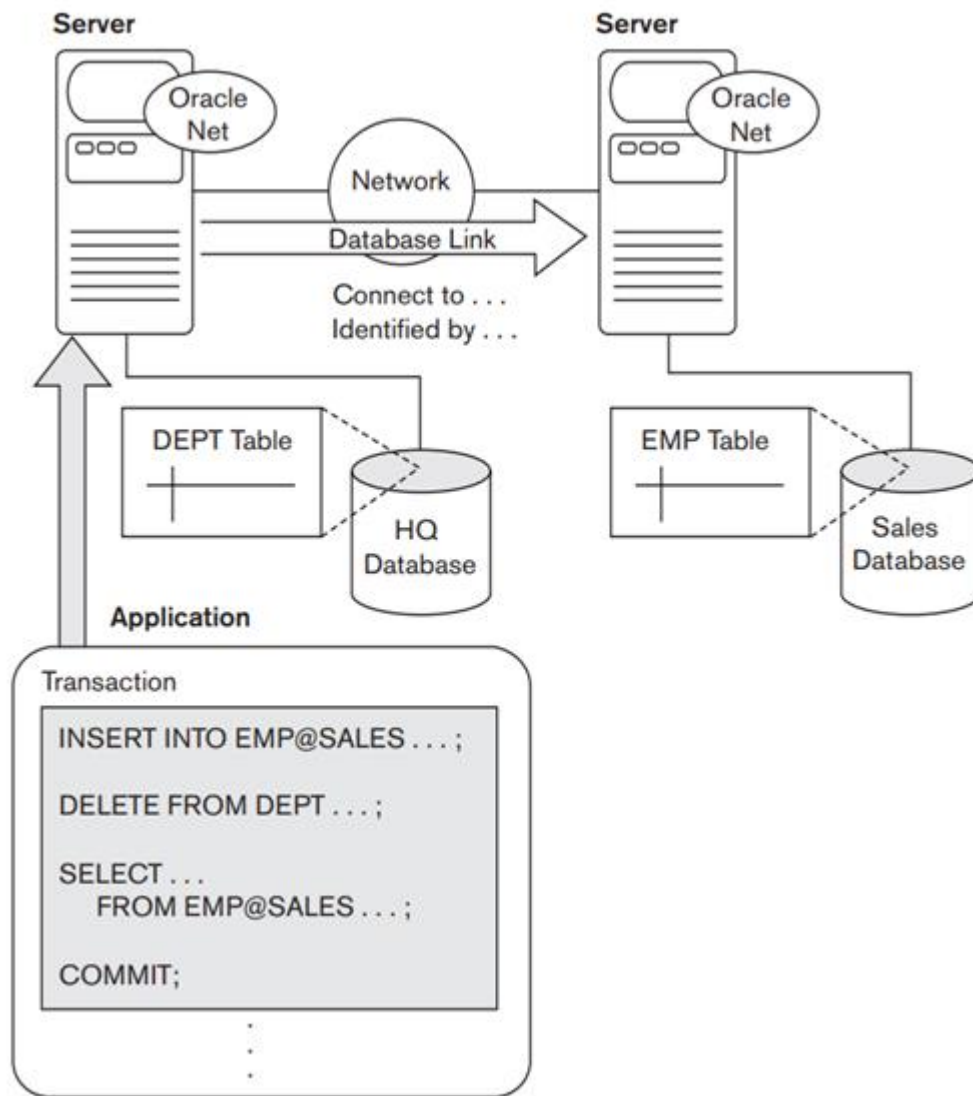 Server
Server
Oracle
Net
Oracle
Net
Network
Database Link
Connect to . . .
Identified by . . .
DEPT Table
EMP Table
HQ
Database
Sales
Database
Application
Transaction
INSERT INTO EMP@SALES . . . ;
DELETE FROM DEPT . . . ;
SELECT . . .
FROM EMP@SALES . . . ;
COMMIT;
.
.
.